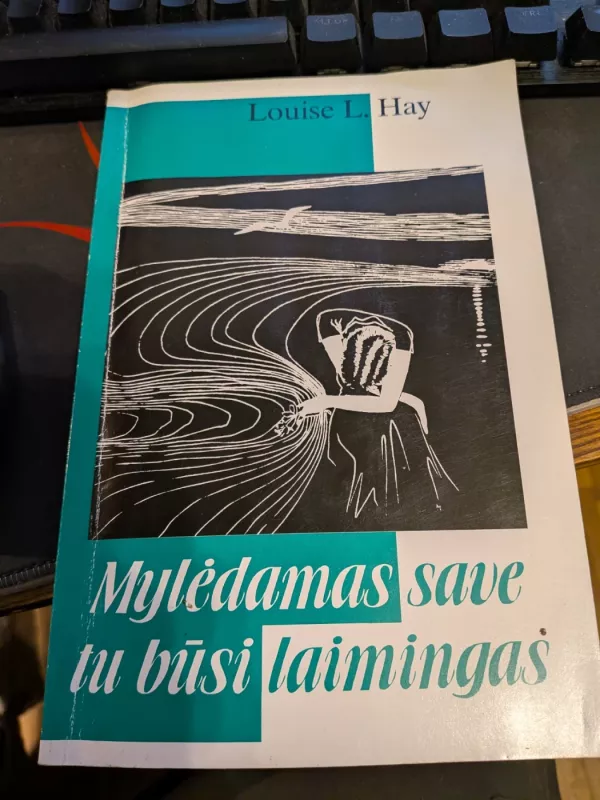 Louise L. Hay
Mylėdamas save
tu būsi laimingas